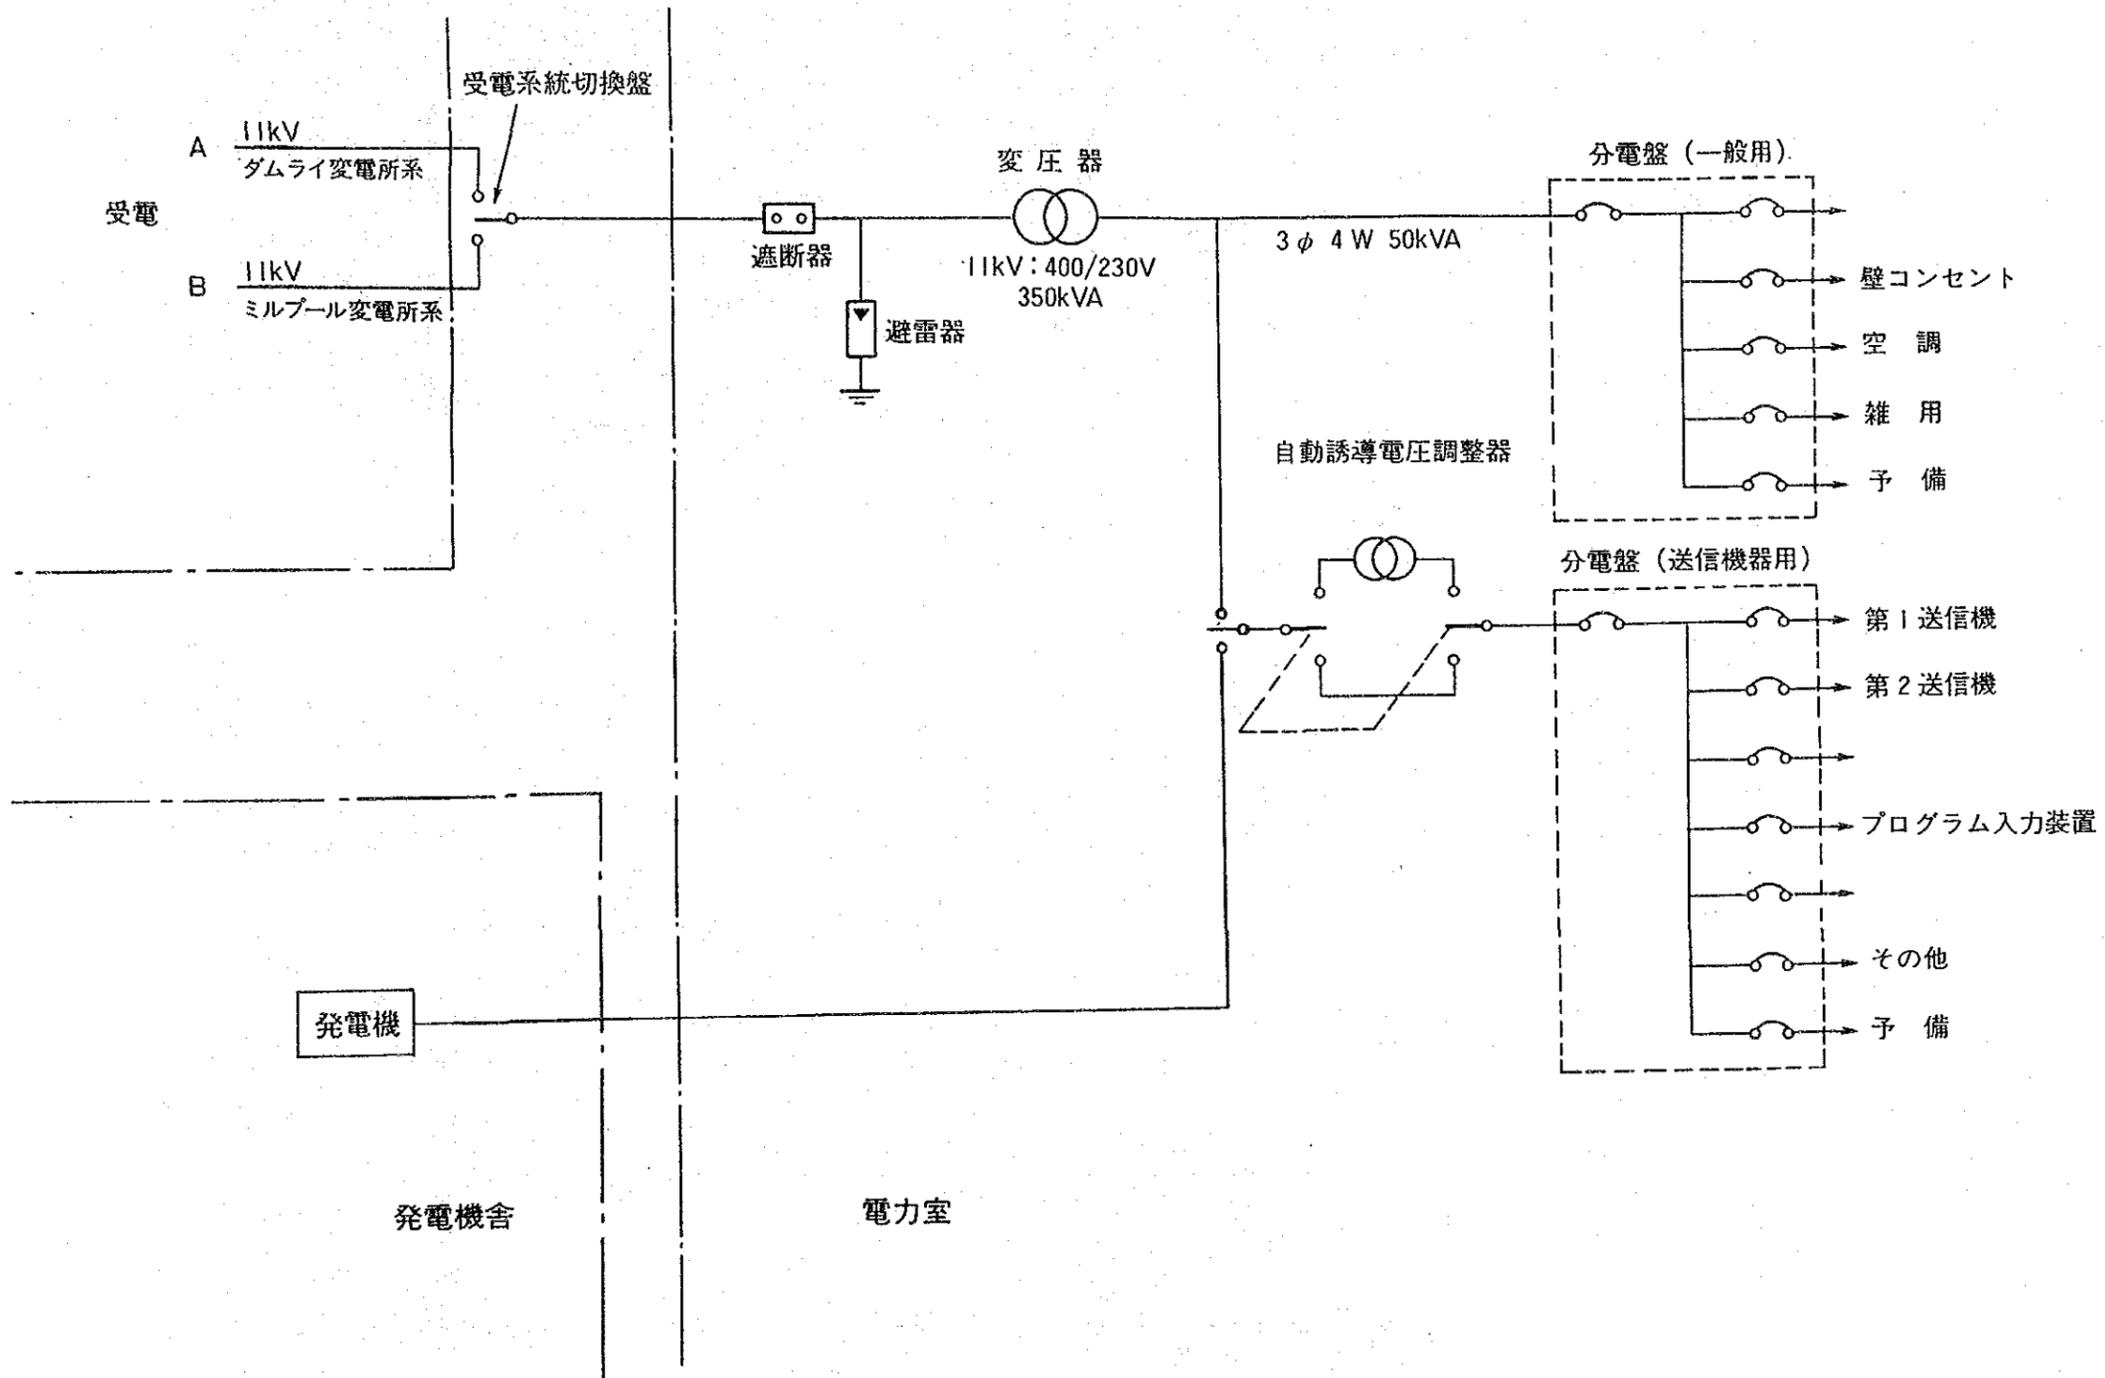 受電系統切換盤
A
11kV
ダムライ変電所系
受電
B
11kV
ミルプール変電所系
遮断器
避雷器
変圧器
11kV:400/230V
350kVA
3φ 4W 50kVA
分電盤（一般用）
壁コンセント
空調
雑用
予備
自動誘導電圧調整器
分電盤（送信機器用）
第1送信機
第2送信機
プログラム入力装置
その他
予備
発電機
発電機舎
電力室